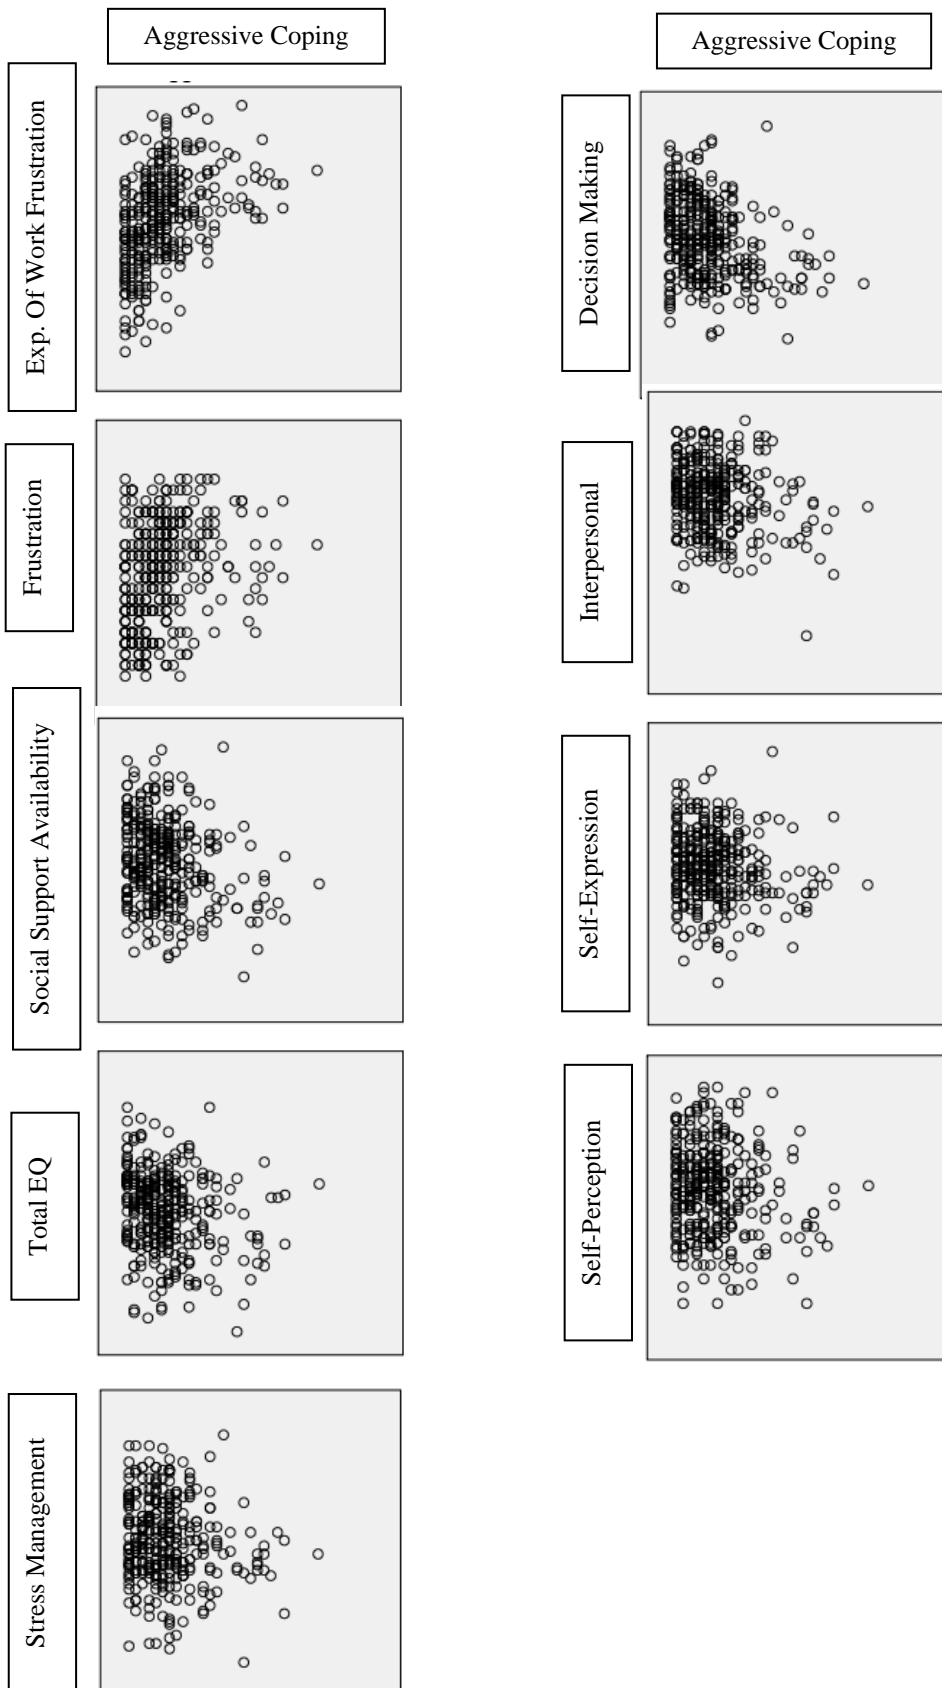 Aggressive Coping
Exp. Of Work Frustration
Frustration
Social Support Availability
Total EQ
Stress Management
Aggressive Coping
Decision Making
Interpersonal
Self-Expression
Self-Perception